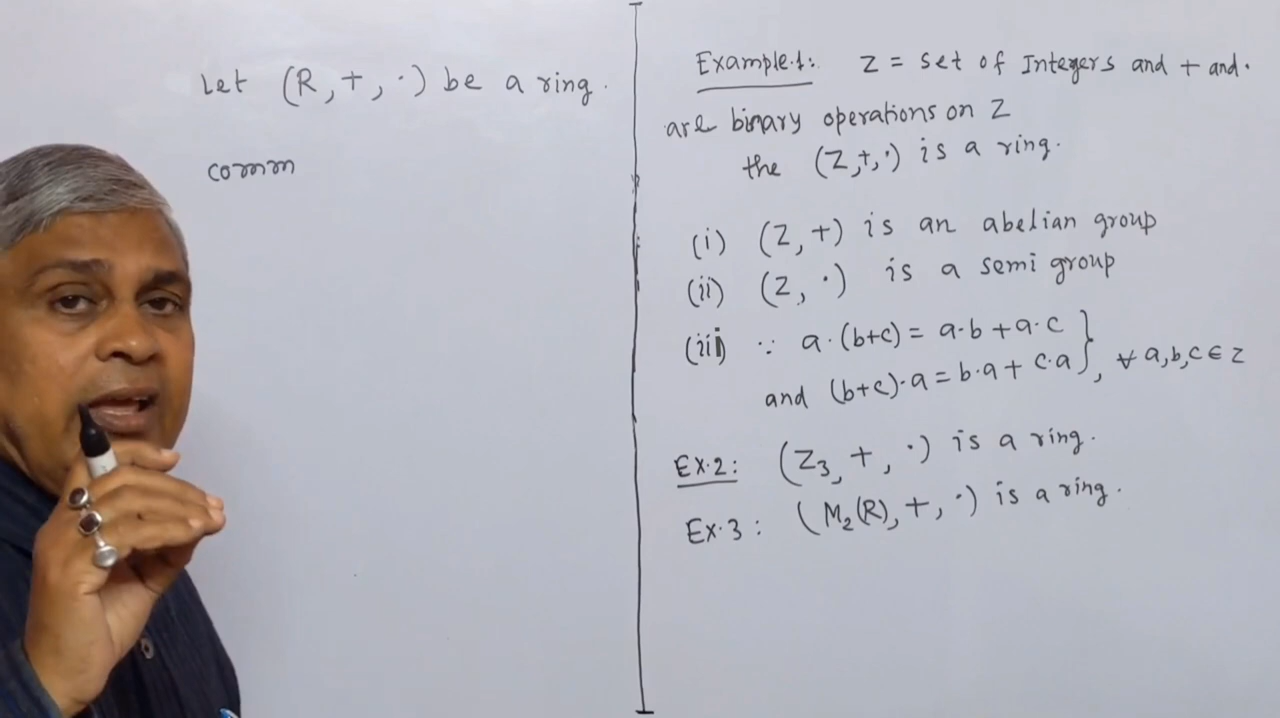 Let (R, +, ·) be a ring.
comm
Example.1: Z = set of Integers and + and ·
are binary operations on Z
the (Z, +, ·) is a ring.
(i) (Z, +) is an abelian group
(ii) (Z, ·) is a semi group
(iii) ∵ a·(b+c) = a·b + a·c
and (b+c)·a = b·a + c·a }, ∀ a,b,c ∈ Z
Ex.2: (Z₃, +, ·) is a ring.
Ex.3: (M₂(R), +, ·) is a ring.